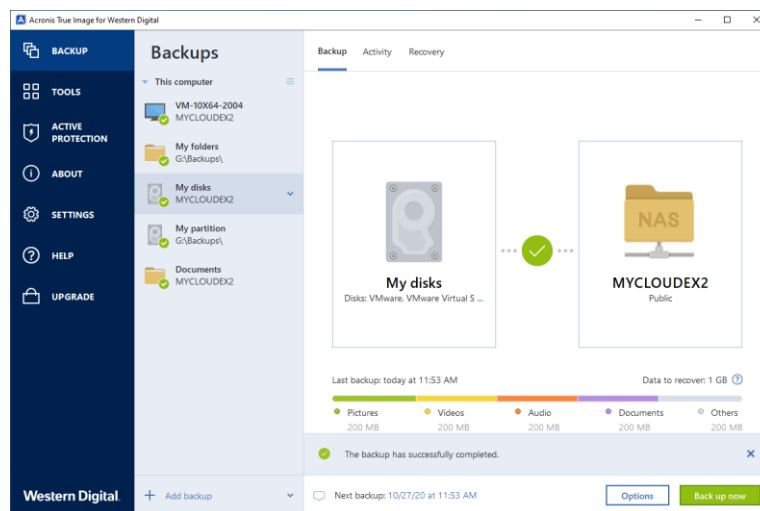 Acronis True Image for Western Digital
BACKUP
TOOLS
ACTIVE
PROTECTION
ABOUT
SETTINGS
HELP
UPGRADE
Western Digital.
Backups
This computer
VM-10X64-2004
MYCLOUDEX2
My folders
G:\Backups\
My disks
MYCLOUDEX2
My partition
G:\Backups\
Documents
MYCLOUDEX2
Add backup
Backup Activity Recovery
My disks
Disks: VMware, VMware Virtual S ...
NAS
MYCLOUDEX2
Public
Last backup: today at 11:53 AM Data to recover: 1 GB
Pictures Videos Audio Documents Others
200 MB 200 MB 200 MB 200 MB 200 MB
The backup has successfully completed.
Next backup: 10/27/20 at 11:53 AM Options Back up now